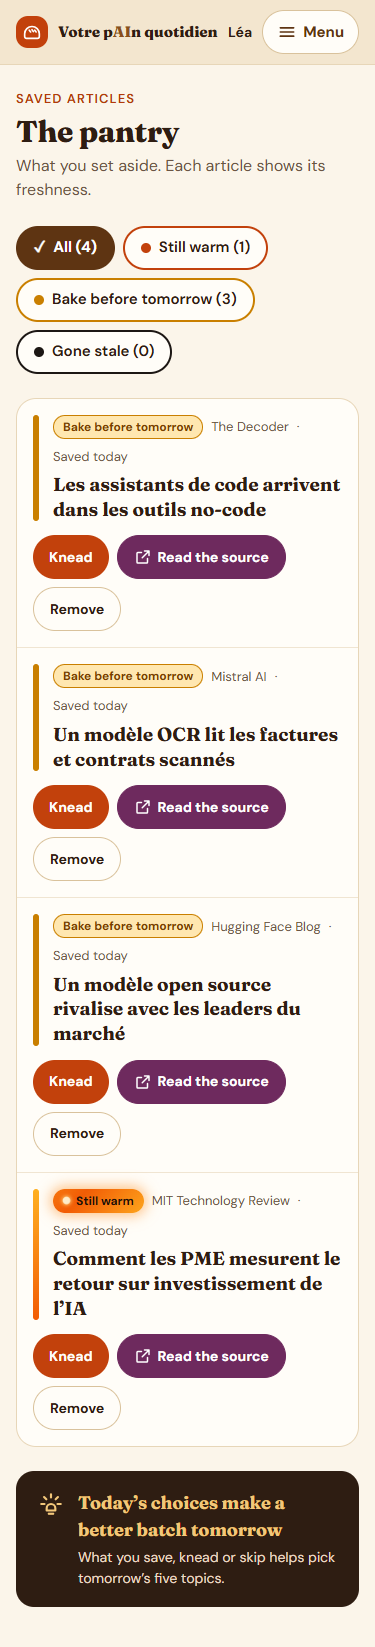 Votre pAIn quotidien Léa Menu
SAVED ARTICLES
The pantry
What you set aside. Each article shows its
freshness.
✓ All (4) Still warm (1)
Bake before tomorrow (3)
Gone stale (0)
Bake before tomorrow The Decoder ·
Saved today
Les assistants de code arrivent
dans les outils no-code
Knead Read the source
Remove
Bake before tomorrow Mistral AI ·
Saved today
Un modèle OCR lit les factures
et contrats scannés
Knead Read the source
Remove
Bake before tomorrow Hugging Face Blog ·
Saved today
Un modèle open source
rivalise avec les leaders du
marché
Knead Read the source
Remove
Still warm MIT Technology Review ·
Saved today
Comment les PME mesurent le
retour sur investissement de
l’IA
Knead Read the source
Remove
Today’s choices make a
better batch tomorrow
What you save, knead or skip helps pick
tomorrow’s five topics.